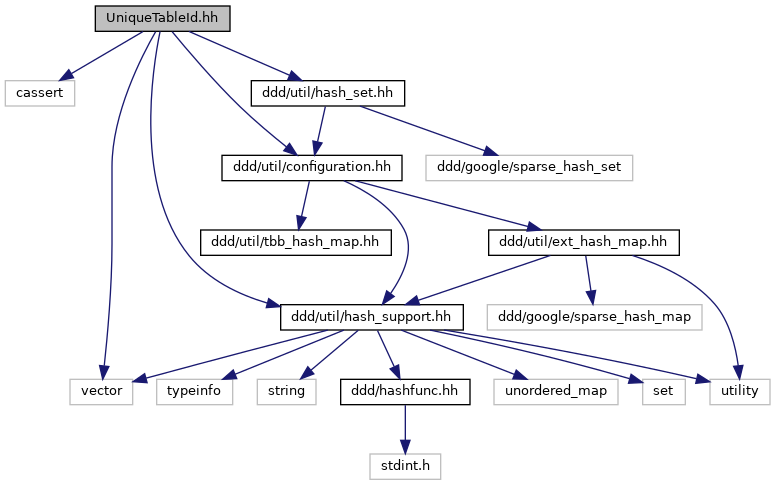 UniqueTableId.hh
cassert
ddd/util/hash_set.hh
ddd/util/configuration.hh
ddd/google/sparse_hash_set
ddd/util/tbb_hash_map.hh
ddd/util/ext_hash_map.hh
ddd/util/hash_support.hh
ddd/google/sparse_hash_map
vector
typeinfo
string
ddd/hashfunc.hh
unordered_map
set
utility
stdint.h